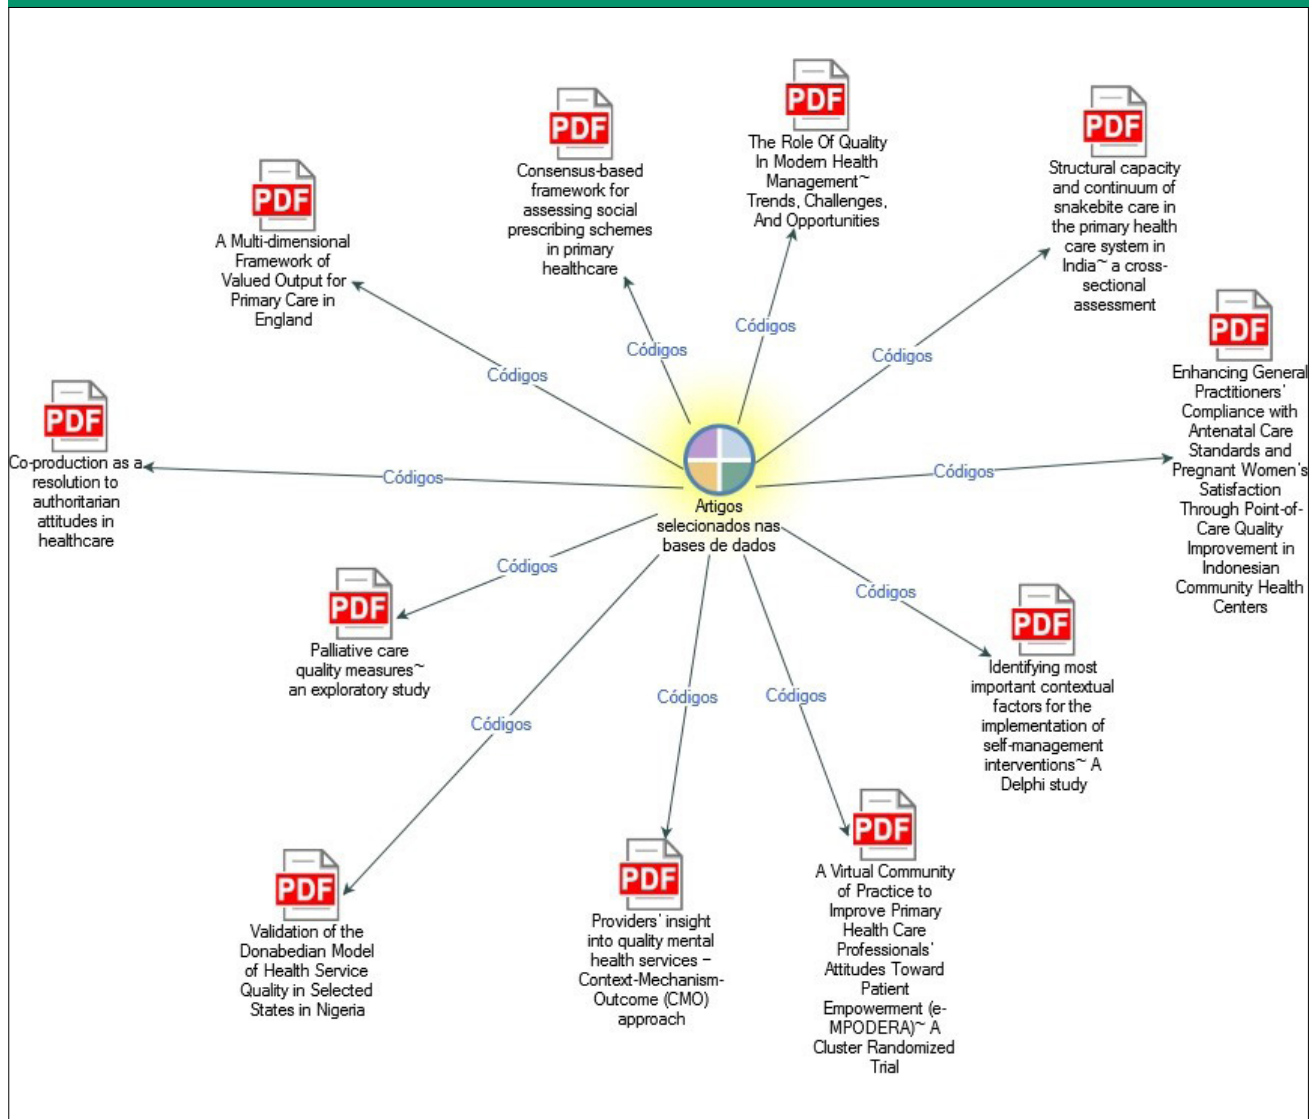 PDF
The Role Of Quality
In Modern Health
Management~
Trends, Challenges,
And Opportunities
PDF
Consensus-based
framework for
assessing social
prescribing schemes
in primary
healthcare
PDF
Structural capacity
and continuum of
snakebite care in
the primary health
care system in
India~ a cross-
sectional
assessment
PDF
A Multi-dimensional
Framework of
Valued Output for
Primary Care in
England
PDF
Enhancing General
Practitioners'
Compliance with
Antenatal Care
Standards and
Pregnant Women's
Satisfaction
Through Point-of-
Care Quality
Improvement in
Indonesian
Community Health
Centers
Códigos
Códigos
Códigos
Códigos
PDF
Co-production as a
resolution to
authoritarian
attitudes in
healthcare
Códigos
Códigos
Artigos
selecionados nas
bases de dados
Códigos
Códigos
PDF
Palliative care
quality measures~
an exploratory study
PDF
Identifying most
important contextual
factors for the
implementation of
self-management
interventions~ A
Delphi study
Códigos
Códigos
Códigos
PDF
A Virtual Community
of Practice to
Improve Primary
Health Care
Professionals'
Attitudes Toward
Patient
Empowerment (e-
MPODERA)~ A
Cluster Randomized
Trial
PDF
Providers' insight
into quality mental
health services –
Context-Mechanism-
Outcome (CMO)
approach
PDF
Validation of the
Donabedian Model
of Health Service
Quality in Selected
States in Nigeria